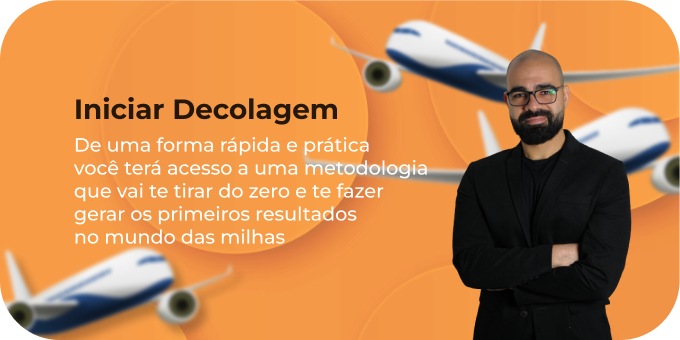 Iniciar Decolagem
De uma forma rápida e prática
você terá acesso a uma metodologia
que vai te tirar do zero e te fazer
gerar os primeiros resultados
no mundo das milhas